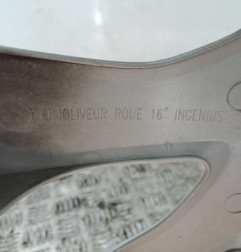 ENJOLIVEUR ROUE 16" INGENIUS